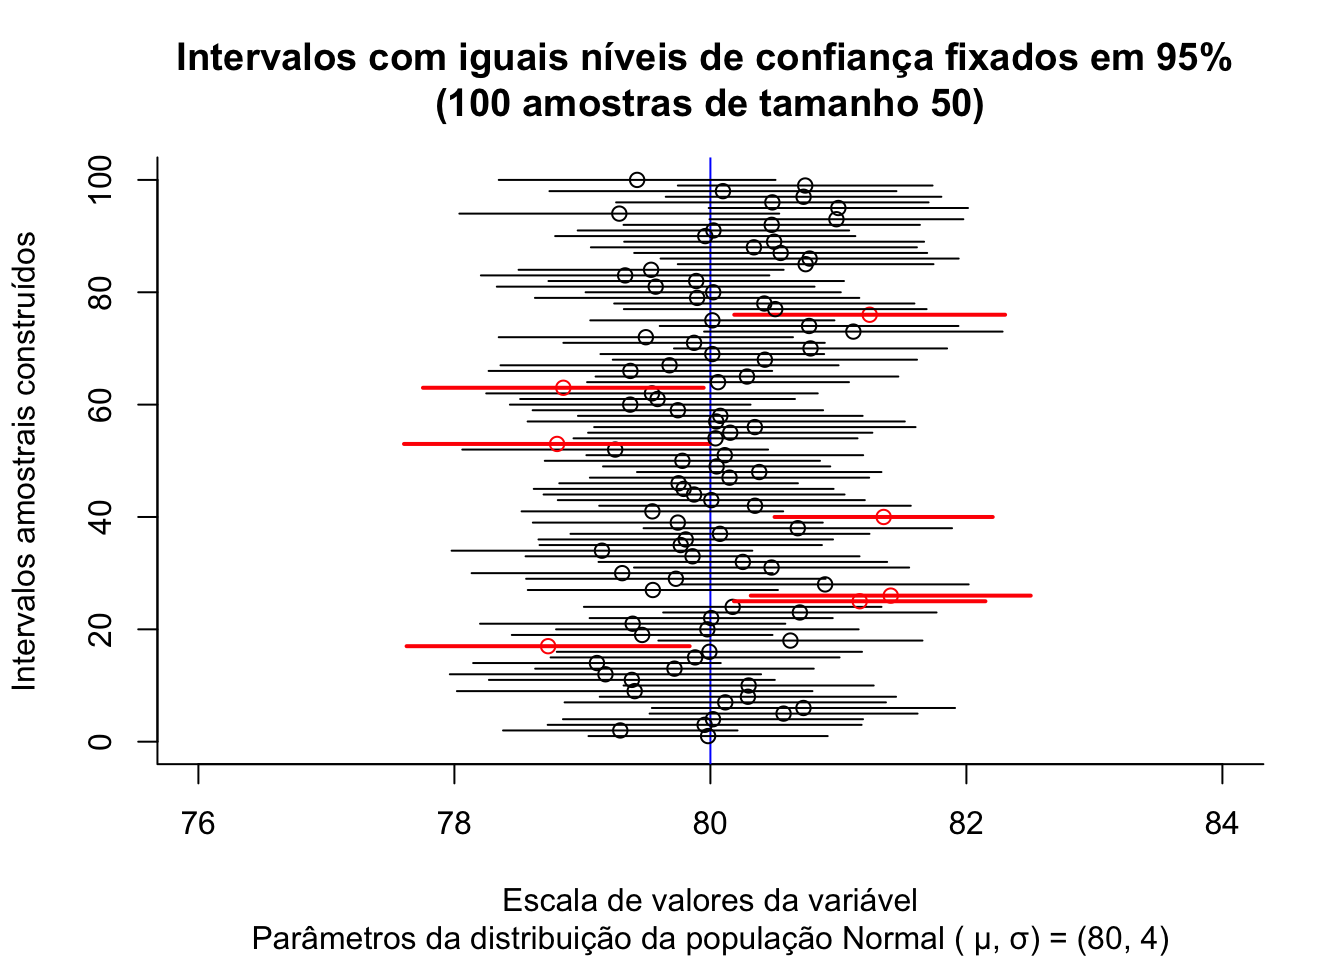 Intervalos com iguais níveis de confiança fixados em 95%
(100 amostras de tamanho 50)
Intervalos amostrais construídos
100
80
60
40
20
0
76 78 80 82 84
Escala de valores da variável
Parâmetros da distribuição da população Normal ( μ, σ) = (80, 4)